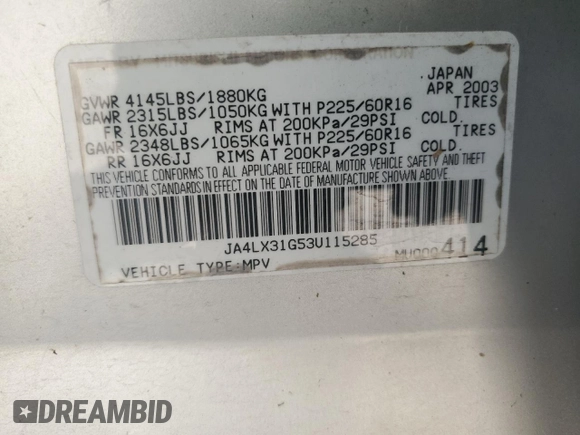 CORPORATION
JAPAN
GVWR 4145LBS/1880KG APR 2003
GAWR 2315LBS/1050KG WITH P225/60R16 TIRES
FR 16X6JJ RIMS AT 200KPa/29PSI COLD.
GAWR 2348LBS/1065KG WITH P225/60R16 TIRES
RR 16X6JJ RIMS AT 200KPa/29PSI COLD.
THIS VEHICLE CONFORMS TO ALL APPLICABLE FEDERAL MOTOR VEHICLE SAFETY AND THEFT
PREVENTION STANDARDS IN EFFECT ON THE DATE OF MANUFACTURE SHOWN ABOVE.
JA4LX31G53U115285
VEHICLE TYPE:MPV 414
DREAMBID